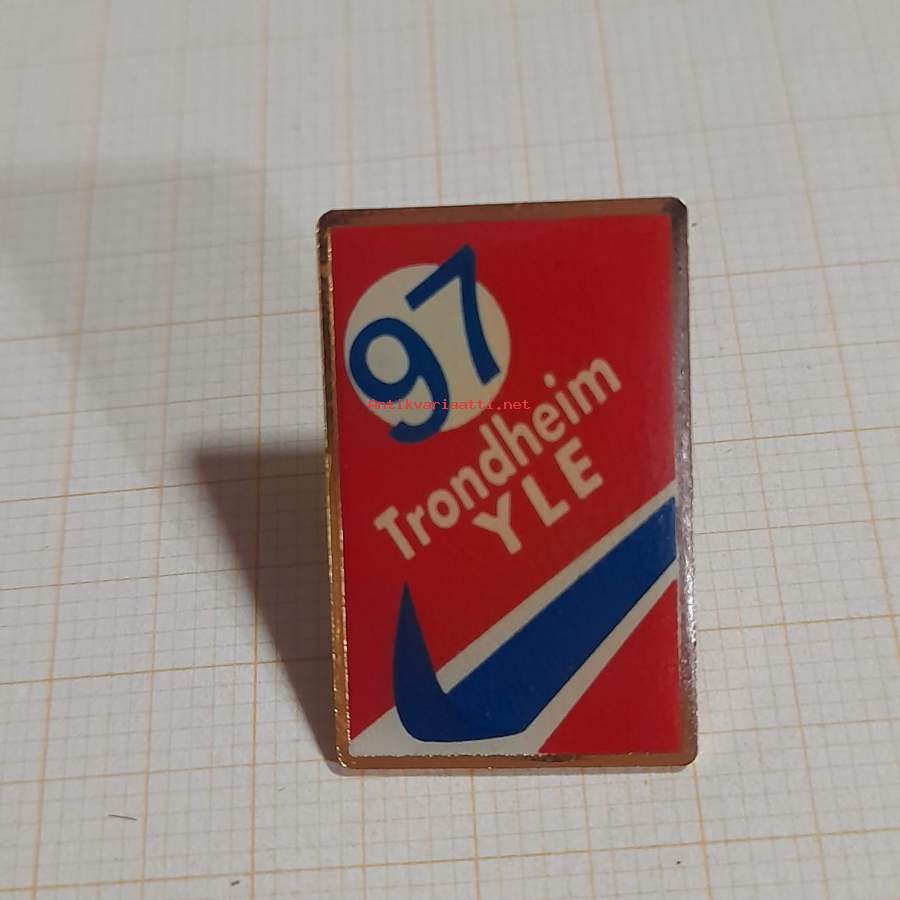 97
Antikvariaatti.net
Trondheim
YLE